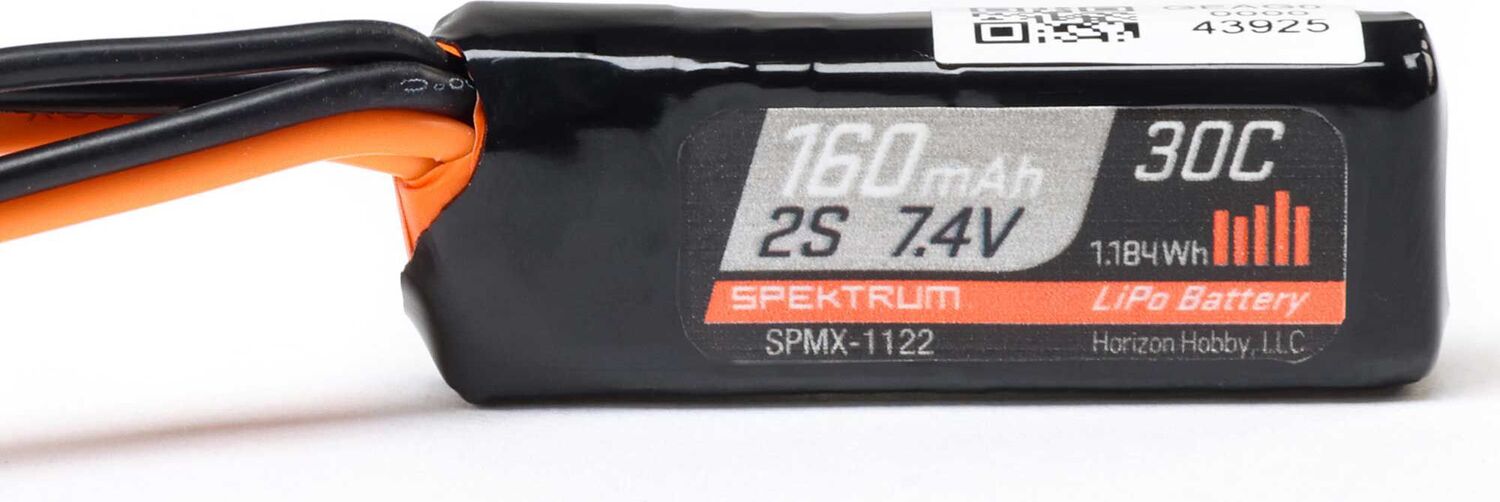 43925
160mAh
30C
2S 7.4V
1.184Wh
SPEKTRUM
LiPo Battery
SPMX-1122
Horizon Hobby, LLC